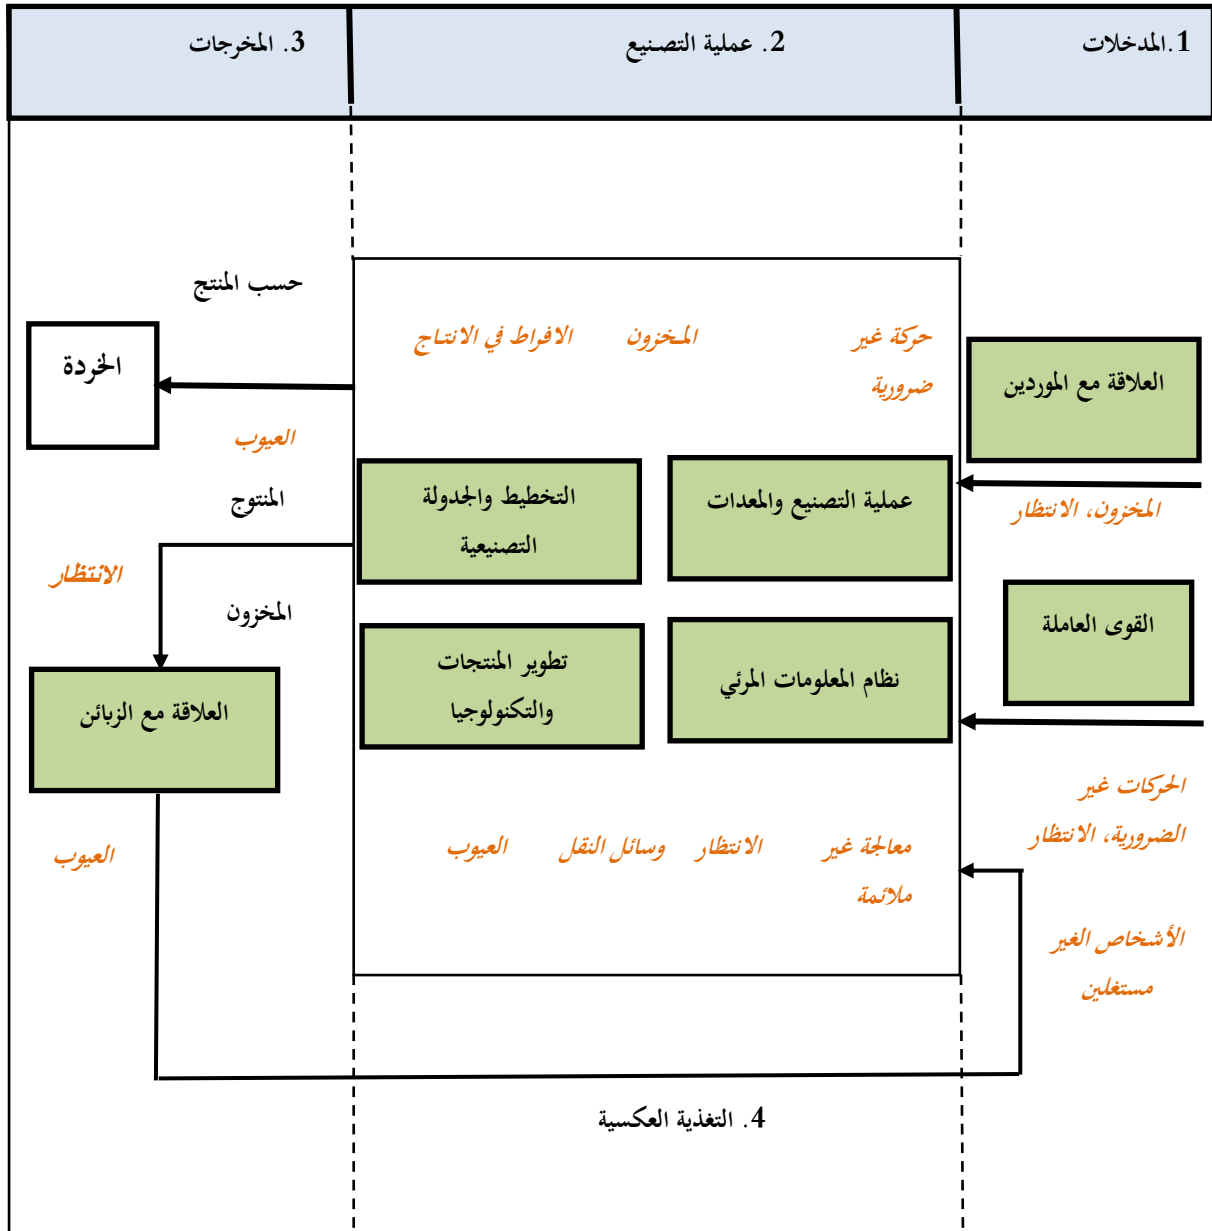 1.المدخلات
2. عملية التصنيع
3. المخرجات
حسب المنتج
حركة غير
ضرورية
المخزون
الافراط في الانتاج
العلاقة مع الموردين
الخردة
العيوب
المنتوج
عملية التصنيع والمعدات
التخطيط والجدولة
التصنيعية
المخزون، الانتظار
الانتظار
المخزون
القوى العاملة
نظام المعلومات المرئي
تطوير المنتجات
والتكنولوجيا
العلاقة مع الزبائن
الحركات غير
الضرورية، الانتظار
معالجة غير
ملائمة
الانتظار
وسائل النقل
العيوب
العيوب
الأشخاص الغير
مستغلين
4. التغذية العكسية